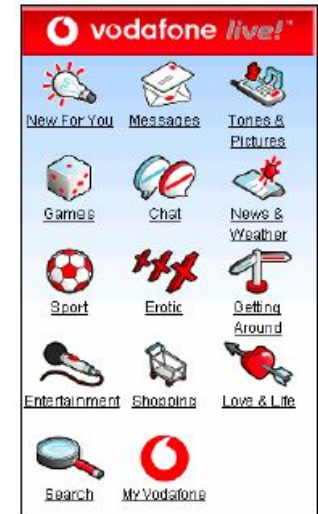 vodafone live!™
New For You Messages Tones &
Pictures
Games Chat News &
Weather
Sport Erotic Getting
Around
Entertainment Shopping Love & Life
Search My Vodafone